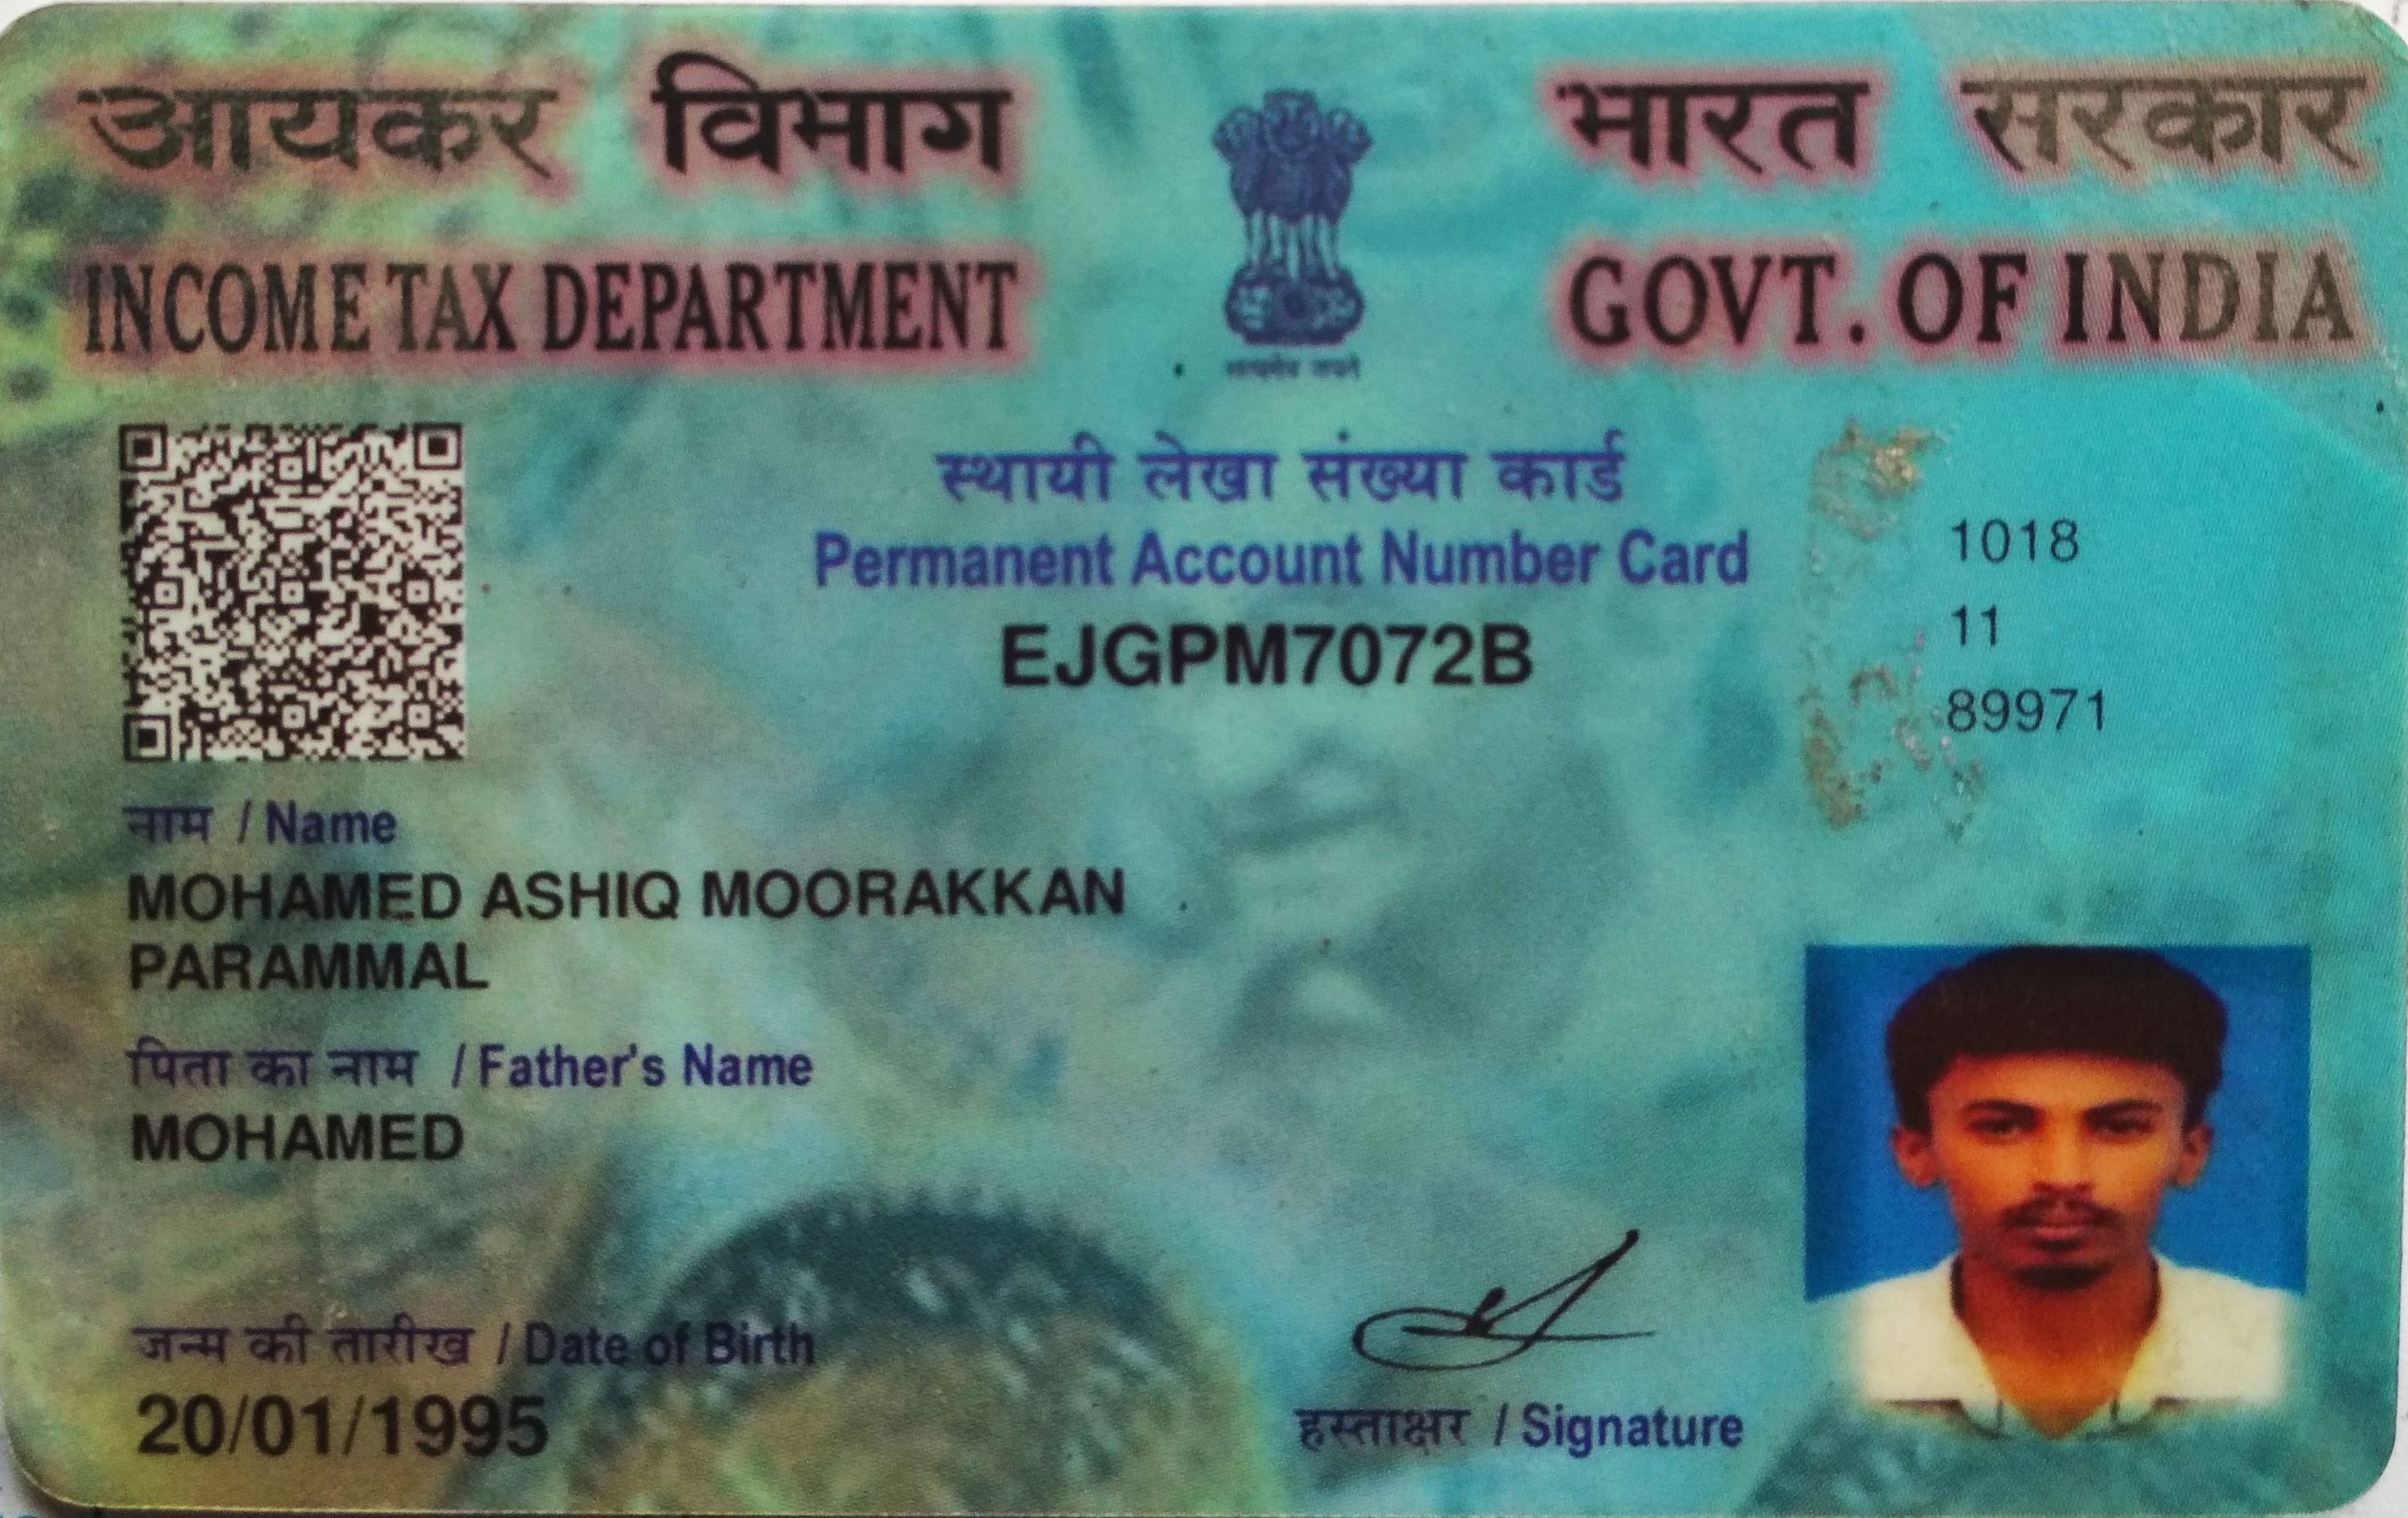 आयकर विभाग
INCOME TAX DEPARTMENT
भारत सरकार
GOVT. OF INDIA
सत्यमेव जयते
स्थायी लेखा संख्या कार्ड
Permanent Account Number Card
EJGPM7072B
1018
11
89971
नाम / Name
MOHAMED ASHIQ MOORAKKAN
PARAMMAL
पिता का नाम / Father's Name
MOHAMED
जन्म की तारीख / Date of Birth
20/01/1995
हस्ताक्षर / Signature